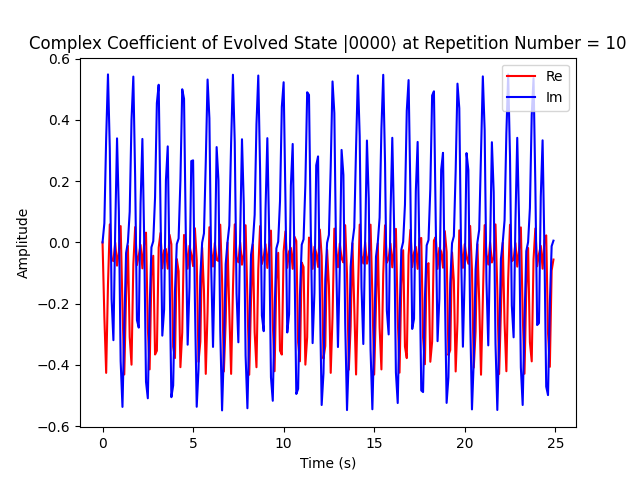 Complex Coefficient of Evolved State |0000⟩ at Repetition Number = 10
Re
Im
0.6
0.4
0.2
0.0
−0.2
−0.4
−0.6
Amplitude
0 5 10 15 20 25
Time (s)